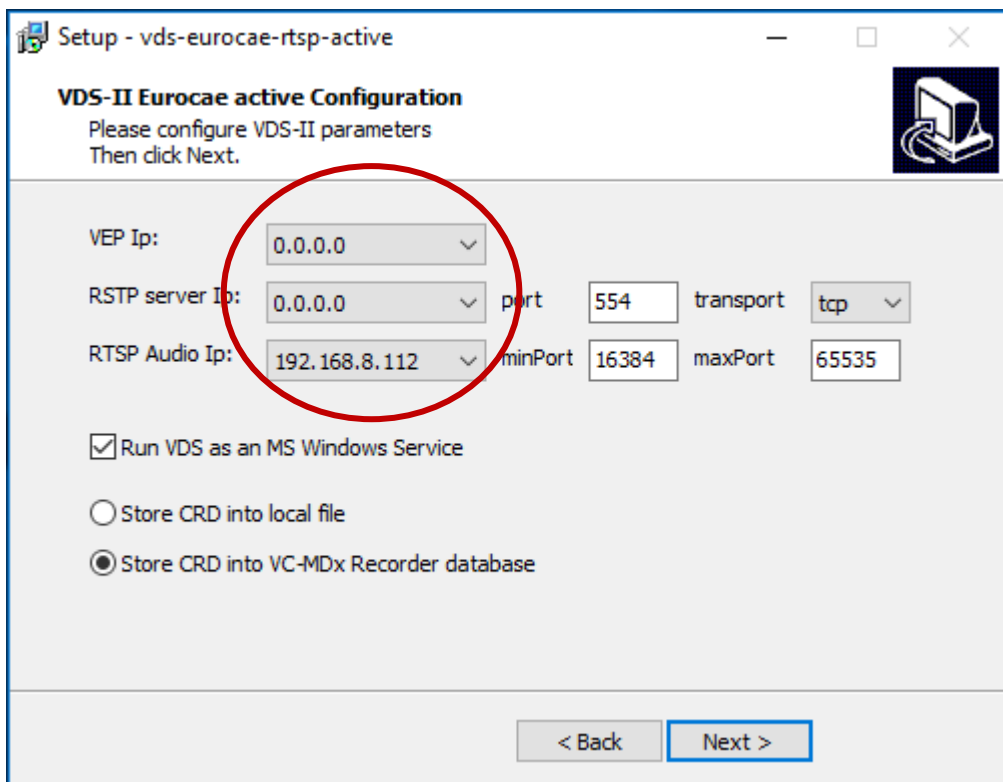 Setup - vds-eurocae-rtsp-active
VDS-II Eurocae active Configuration
Please configure VDS-II parameters
Then click Next.
VEP Ip: 0.0.0.0
RSTP server Ip: 0.0.0.0 port 554 transport tcp
RTSP Audio Ip: 192.168.8.112 minPort 16384 maxPort 65535
Run VDS as an MS Windows Service
Store CRD into local file
Store CRD into VC-MDx Recorder database
< Back Next >